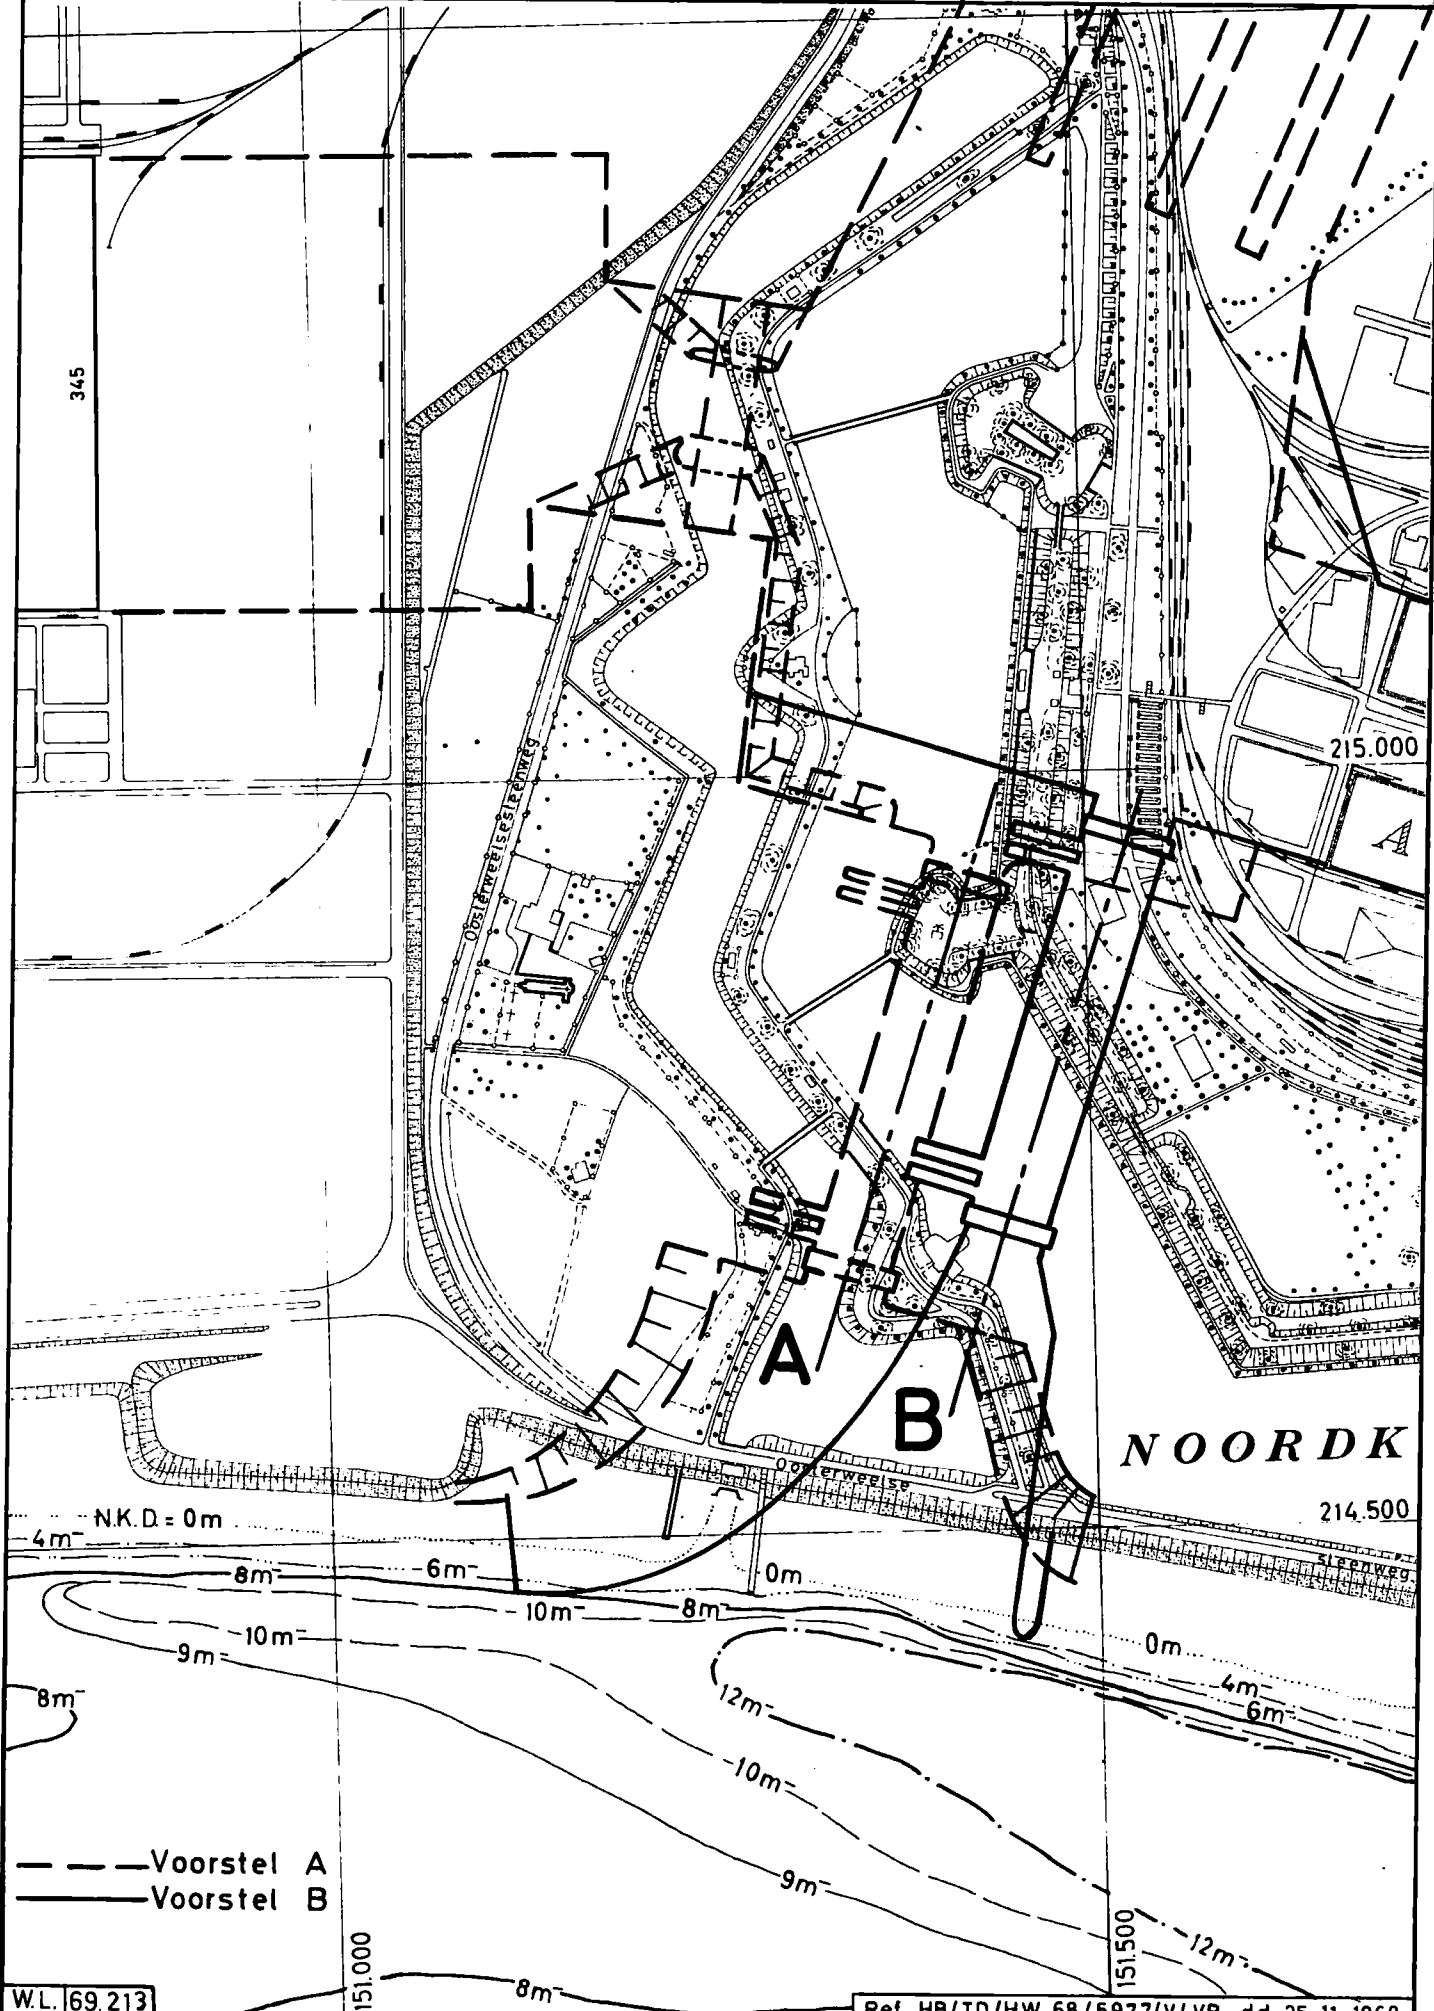 345
Oosterweelsesteenweg
215.000
A
A
B
NOORDK
Oosterweelse
214.500
steenweg
N.K.D. = 0m
4m-
6m-
8m-
0m
10m-
8m-
10m-
9m-
0m
4m-
6m-
8m-
12m-
10m-
9m-
12m-
8m-
Voorstel A
Voorstel B
151.000
151.500
W.L. 69.213